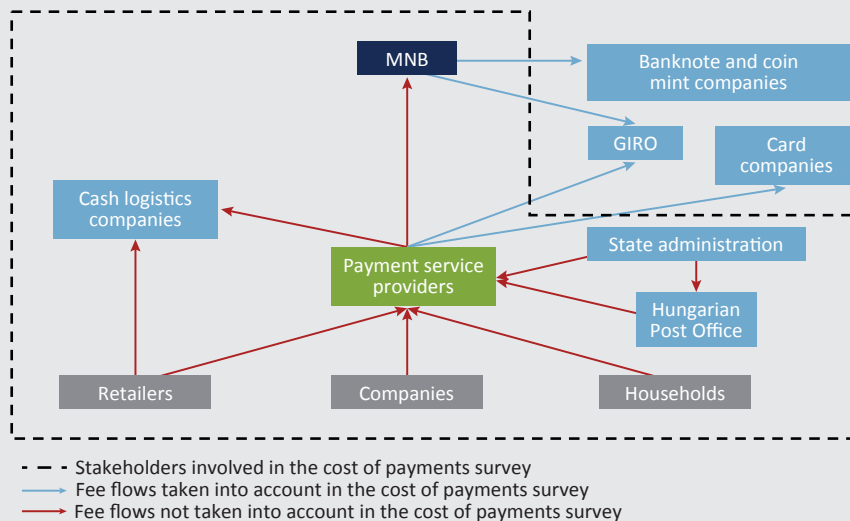 MNB
Banknote and coin
mint companies
GIRO
Card
companies
Cash logistics
companies
State administration
Payment service
providers
Hungarian
Post Office
Retailers
Companies
Households
Stakeholders involved in the cost of payments survey
Fee flows taken into account in the cost of payments survey
Fee flows not taken into account in the cost of payments survey